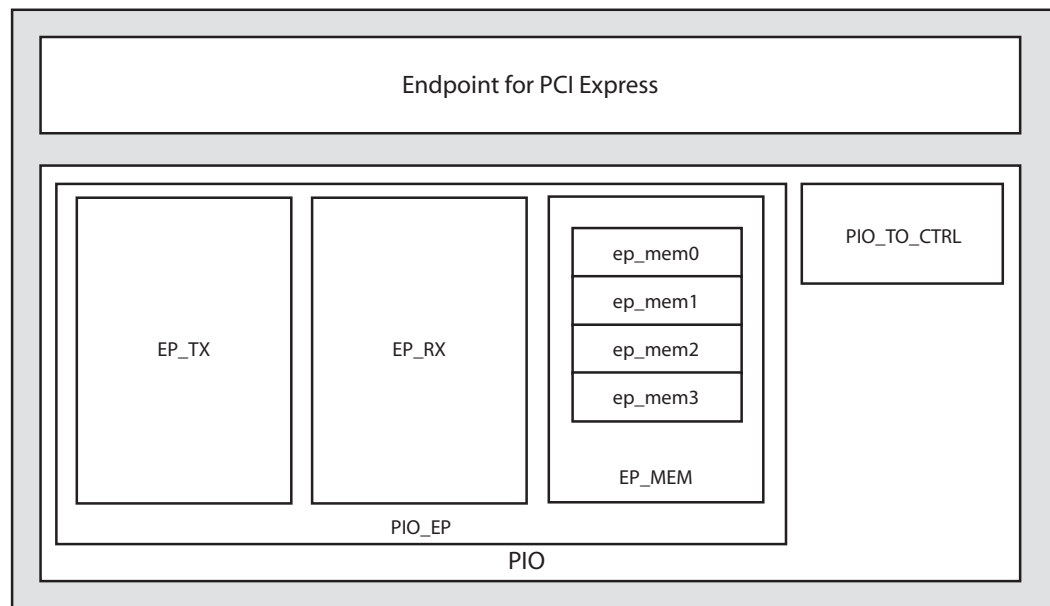 Endpoint for PCI Express
PIO_TO_CTRL
ep_mem0
ep_mem1
EP_TX
EP_RX
ep_mem2
ep_mem3
EP_MEM
PIO_EP
PIO